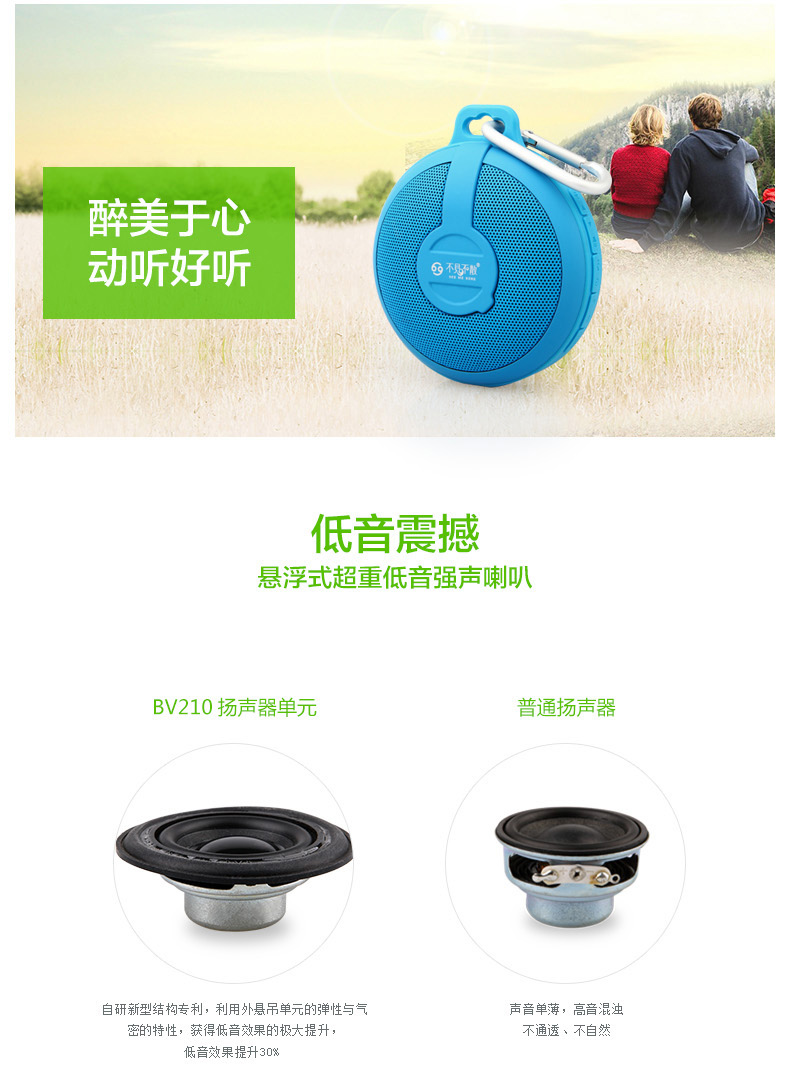 醉美于心
动听好听
不见不散®
低音震撼
悬浮式超重低音强声喇叭
BV210 扬声器单元
普通扬声器
自研新型结构专利，利用外悬吊单元的弹性与气
密的特性，获得低音效果的极大提升，
低音效果提升30%
声音单薄，高音混浊
不通透、不自然